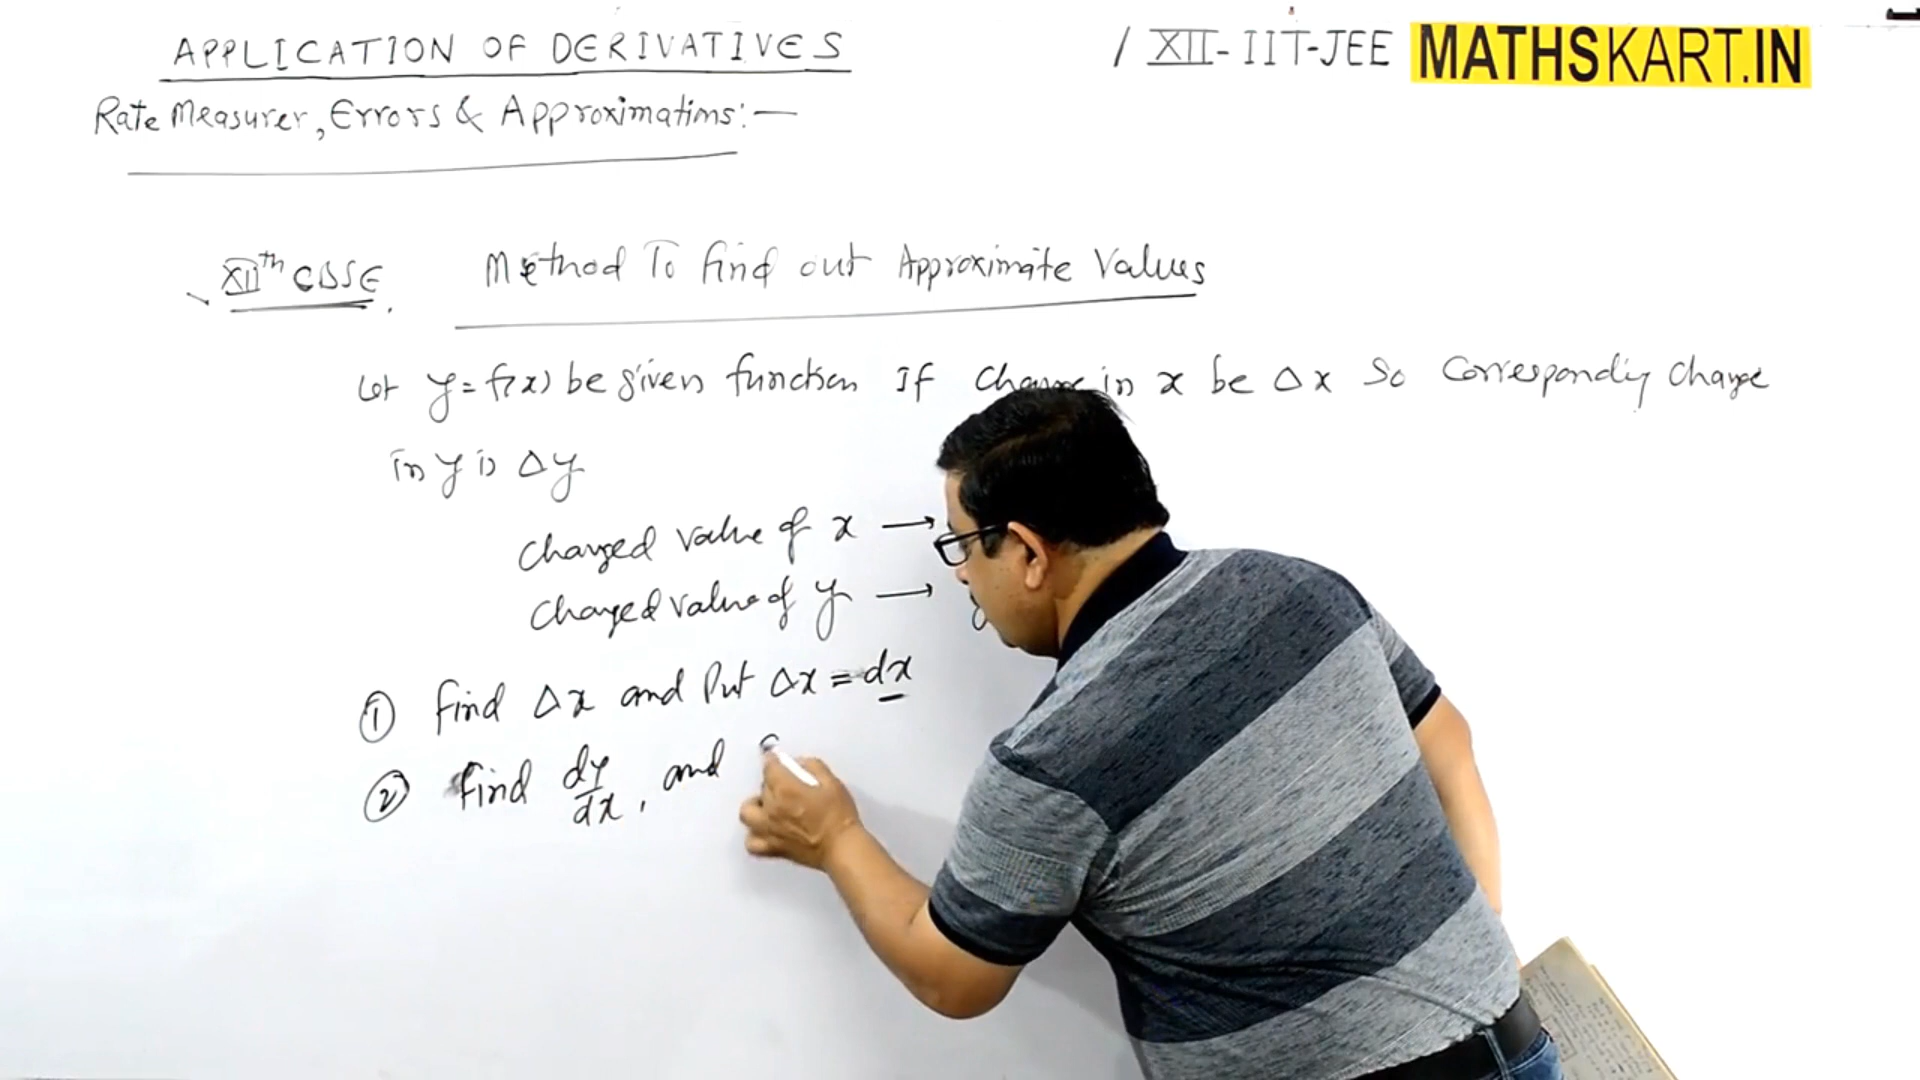 APPLICATION OF DERIVATIVES / XII-IIT-JEE MATHSKART.IN
Rate Measurer, Errors & Approximations:—
XIIth CBSE. Method To find out Approximate Values
Let y=f(x) be given function If change in x be Δx So Corresponding change
in y is Δy
changed value of x →
changed value of y →
① find Δx and Put Δx = dx
② find dy/dx, and